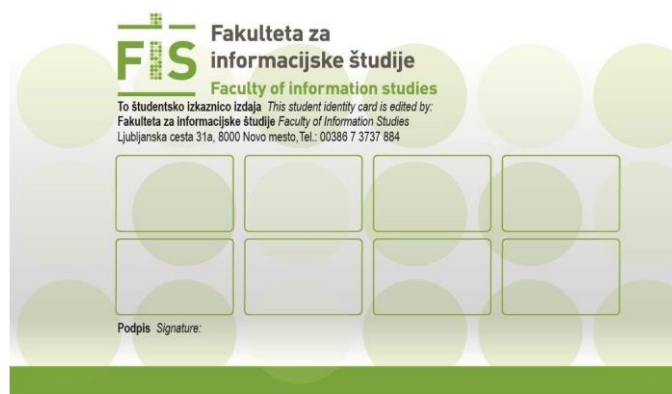 FIS
Fakulteta za
informacijske študije
Faculty of information studies
To študentsko izkaznico izdaja This student identity card is edited by:
Fakulteta za informacijske študije Faculty of Information Studies
Ljubljanska cesta 31a, 8000 Novo mesto,Tel.: 00386 7 3737 884
Podpis Signature: